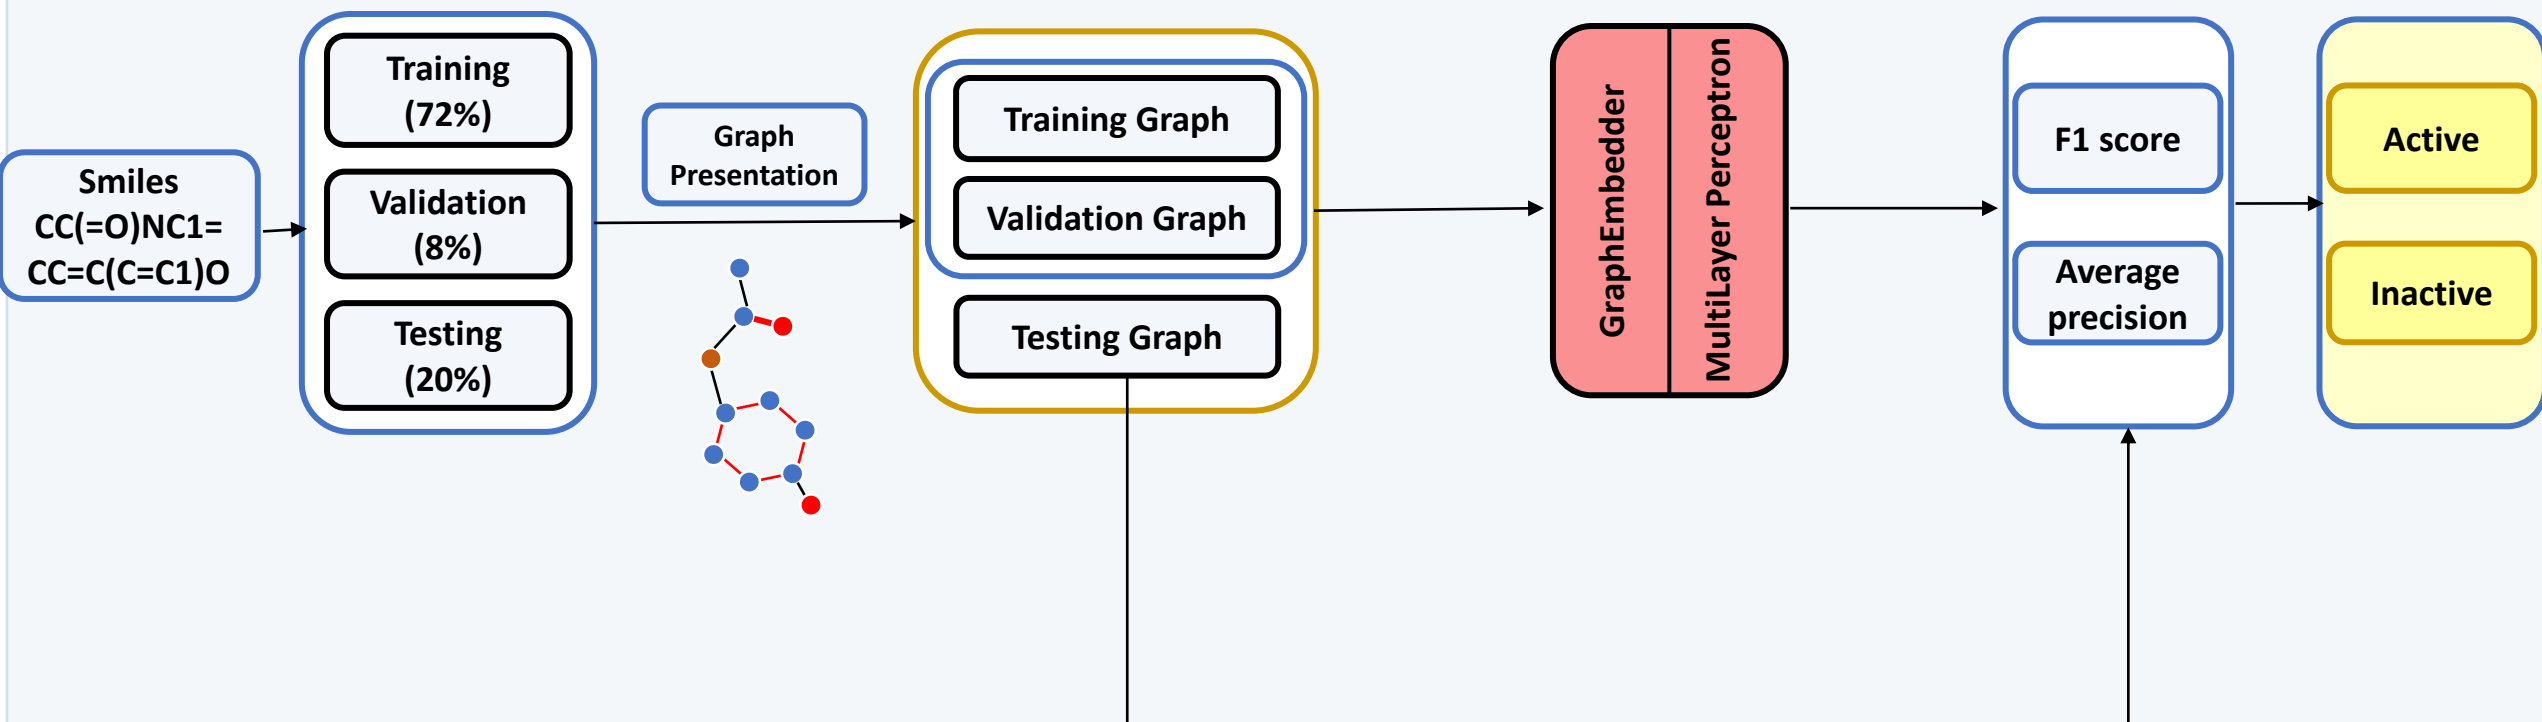 Smiles
CC(=O)NC1=
CC=C(C=C1)O
Training
(72%)
Validation
(8%)
Testing
(20%)
Graph
Presentation
Training Graph
Validation Graph
Testing Graph
GraphEmbedder
MultiLayer Perceptron
F1 score
Average
precision
Active
Inactive